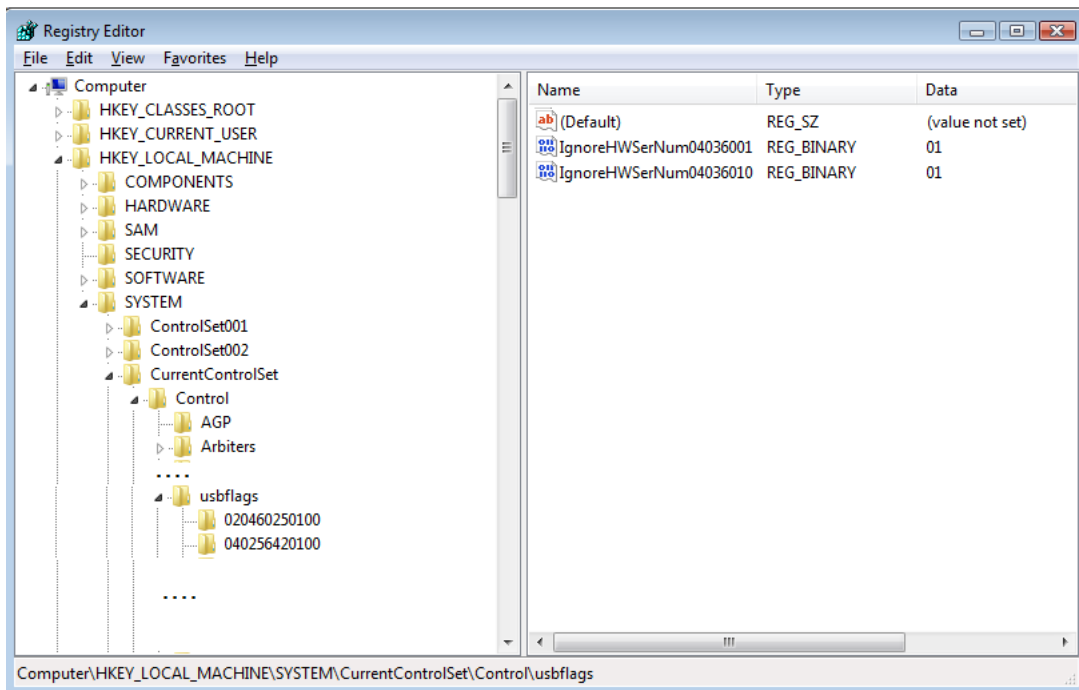 Registry Editor
File Edit View Favorites Help
Computer
HKEY_CLASSES_ROOT
HKEY_CURRENT_USER
HKEY_LOCAL_MACHINE
COMPONENTS
HARDWARE
SAM
SECURITY
SOFTWARE
SYSTEM
ControlSet001
ControlSet002
CurrentControlSet
Control
AGP
Arbiters
....
usbflags
020460250100
040256420100
....
Name Type Data
ab (Default) REG_SZ (value not set)
IgnoreHWSerNum04036001 REG_BINARY 01
IgnoreHWSerNum04036010 REG_BINARY 01
Computer\HKEY_LOCAL_MACHINE\SYSTEM\CurrentControlSet\Control\usbflags